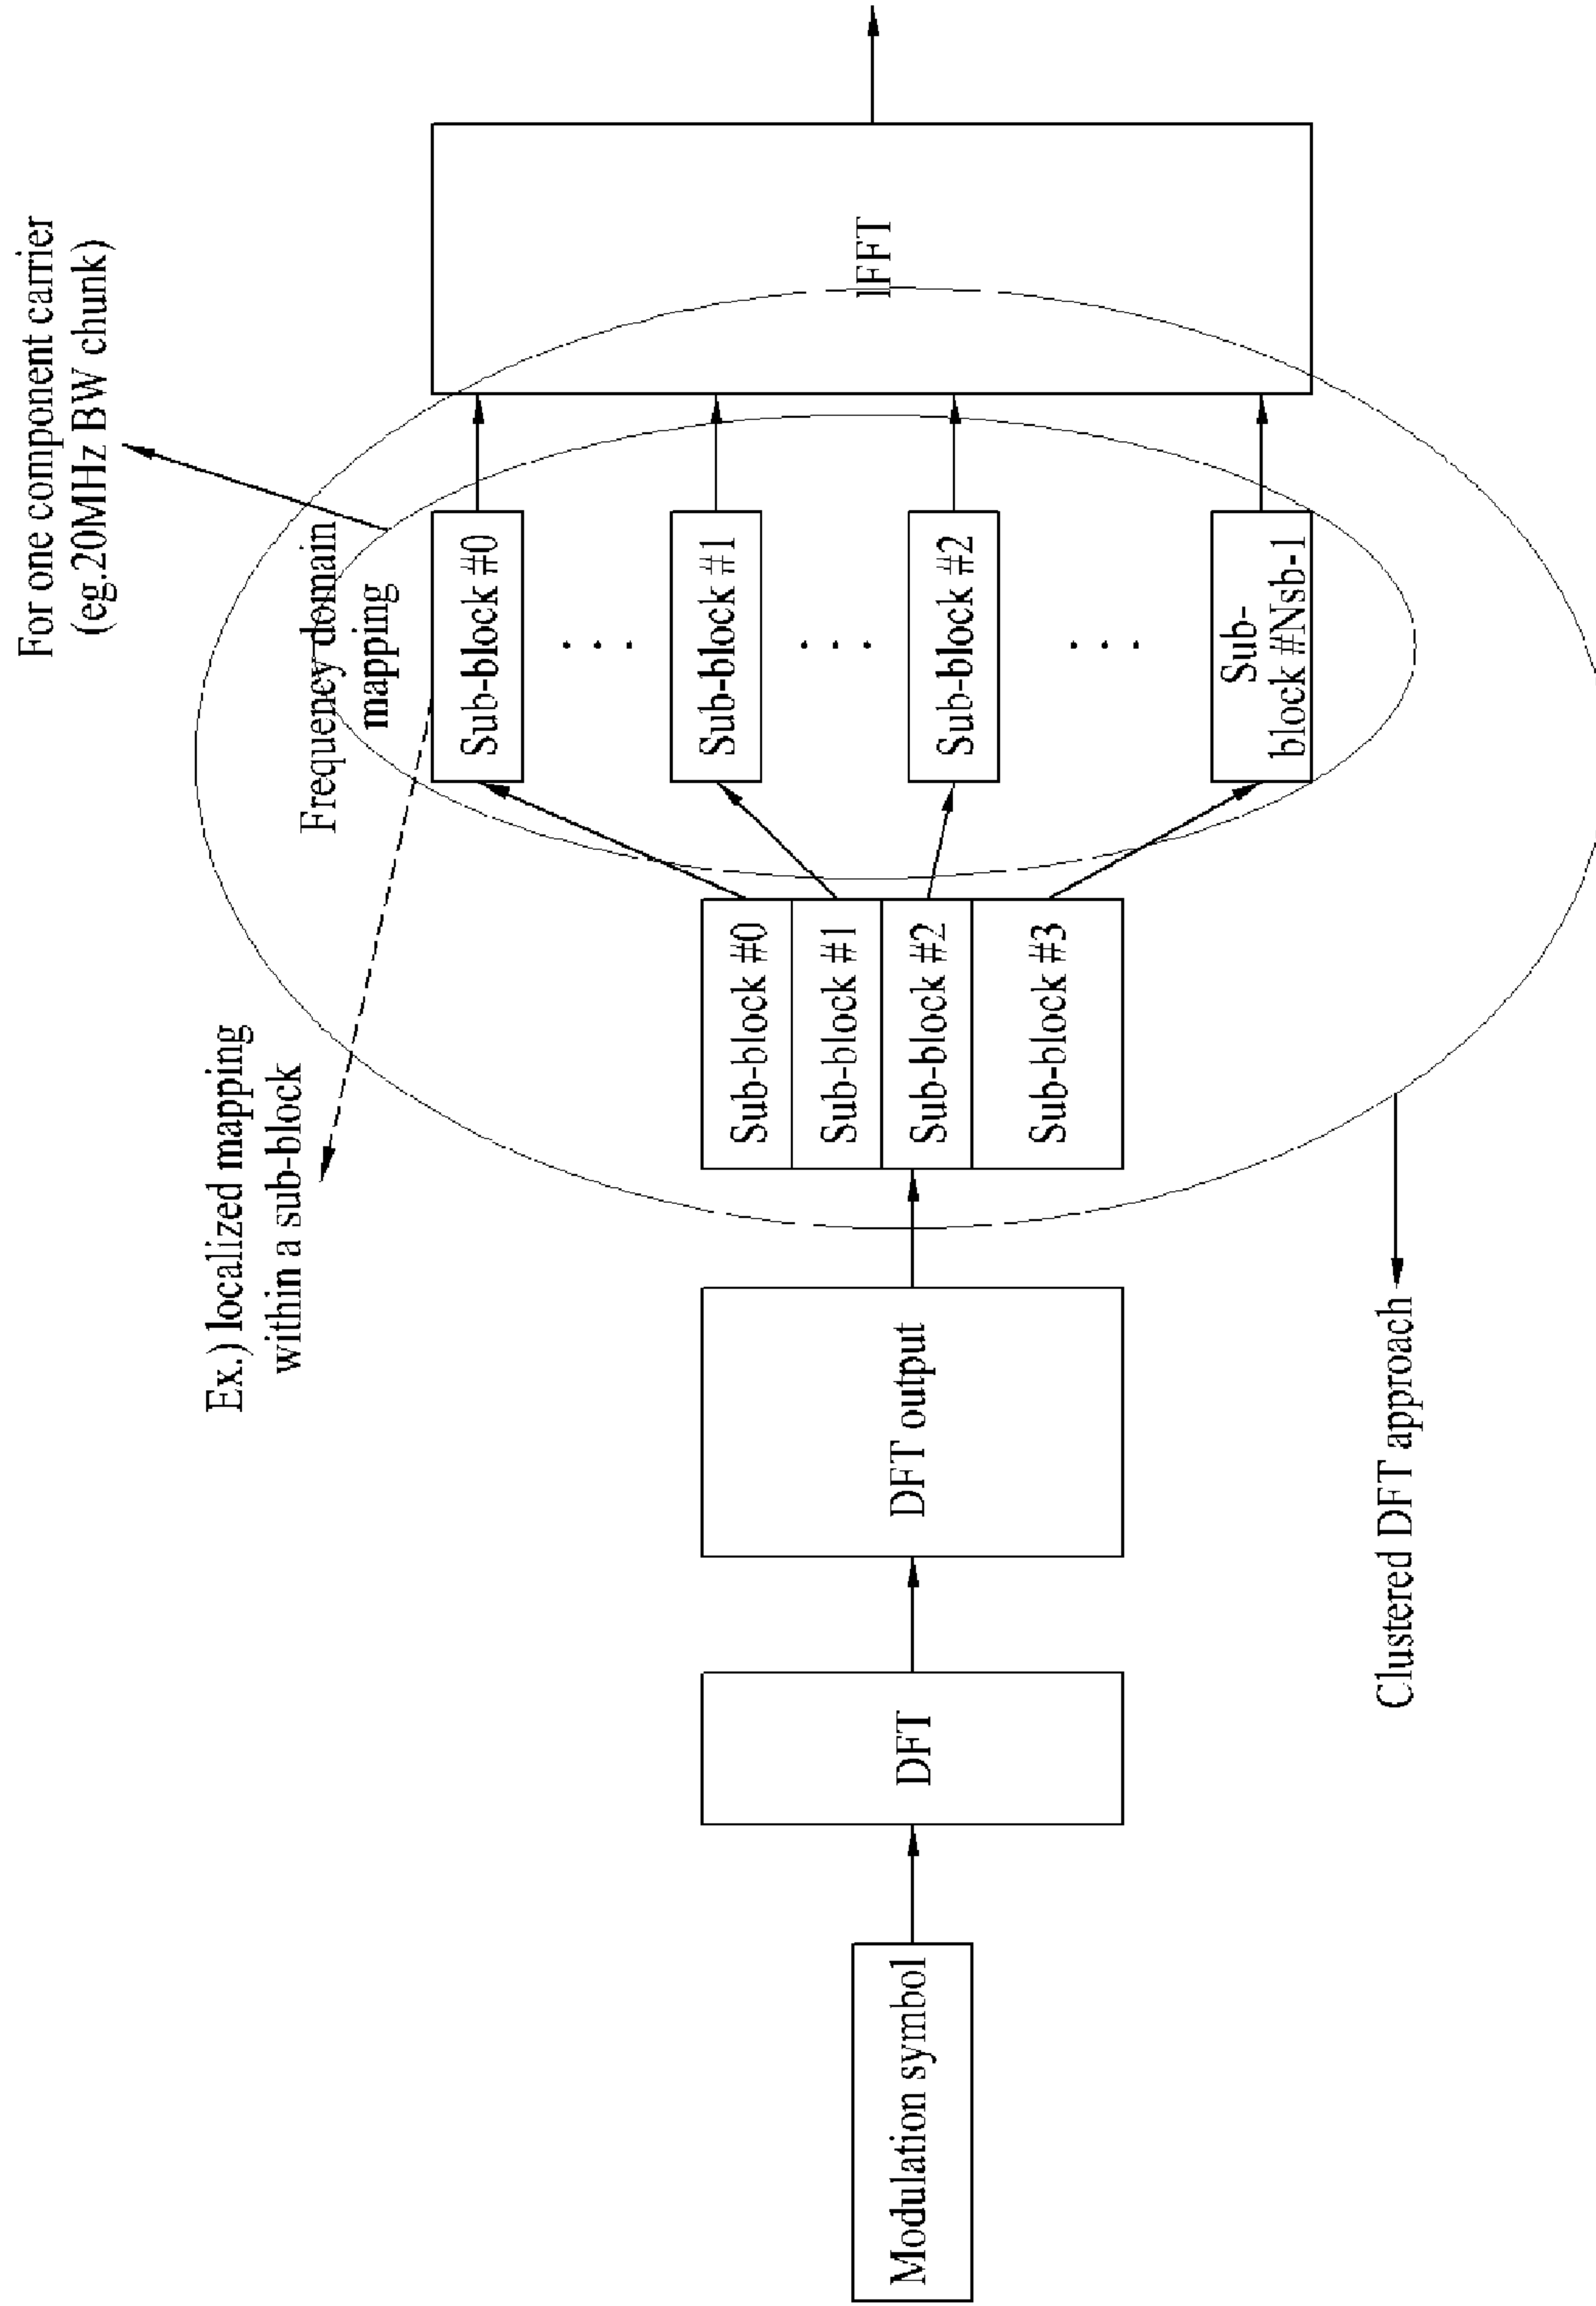 For one component carrier
(eg.20MHz BW chunk)
Ex.) localized mapping
within a sub-block
Frequency domain
mapping
Modulation symbol
DFT
DFT output
Sub-block #0
Sub-block #1
Sub-block #2
Sub-block #3
Sub-block #0
. . .
Sub-block #1
. . .
Sub-block #2
. . .
Sub-
block #Nsb-1
IFFT
Clustered DFT approach